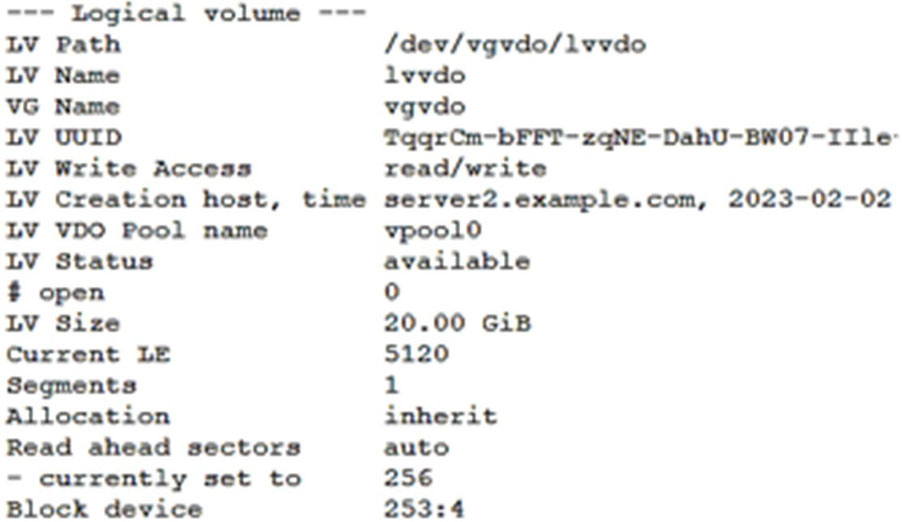 --- Logical volume ---
LV Path /dev/vgvdo/lvvdo
LV Name lvvdo
VG Name vgvdo
LV UUID TqqrCm-bFFT-zqNE-DahU-BW07-IIle-
LV Write Access read/write
LV Creation host, time server2.example.com, 2023-02-02
LV VDO Pool name vpool0
LV Status available
# open 0
LV Size 20.00 GiB
Current LE 5120
Segments 1
Allocation inherit
Read ahead sectors auto
- currently set to 256
Block device 253:4